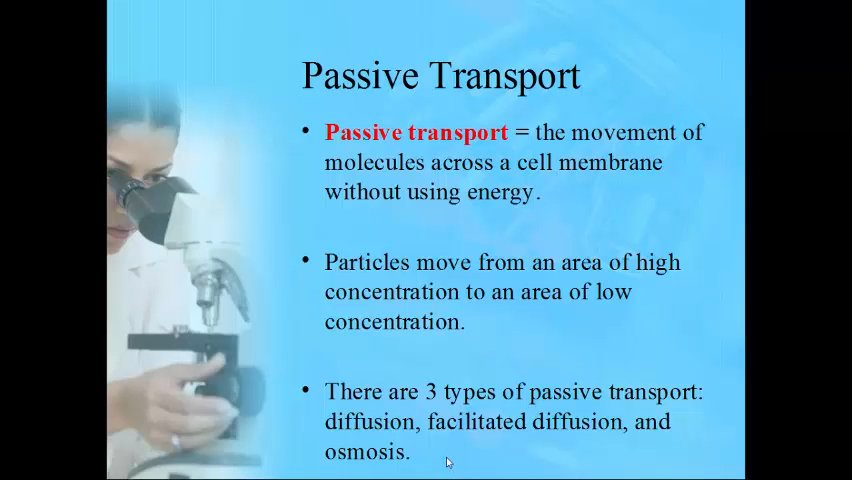 Passive Transport
• Passive transport = the movement of
molecules across a cell membrane
without using energy.
• Particles move from an area of high
concentration to an area of low
concentration.
• There are 3 types of passive transport:
diffusion, facilitated diffusion, and
osmosis.